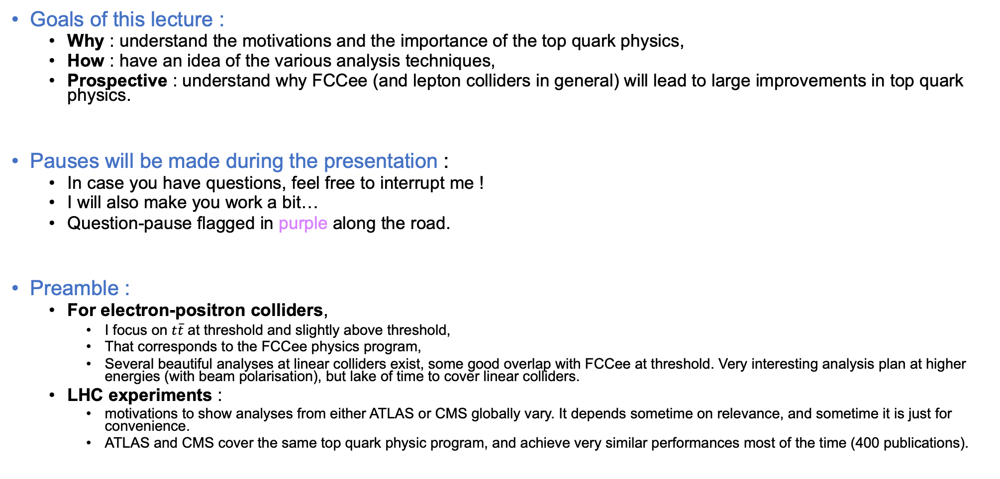 • Goals of this lecture :
• Why : understand the motivations and the importance of the top quark physics,
• How : have an idea of the various analysis techniques,
• Prospective : understand why FCCee (and lepton colliders in general) will lead to large improvements in top quark
physics.
• Pauses will be made during the presentation :
• In case you have questions, feel free to interrupt me !
• I will also make you work a bit…
• Question-pause flagged in purple along the road.
• Preamble :
• For electron-positron colliders,
• I focus on tt̄ at threshold and slightly above threshold,
• That corresponds to the FCCee physics program,
• Several beautiful analyses at linear colliders exist, some good overlap with FCCee at threshold. Very interesting analysis plan at higher
energies (with beam polarisation), but lake of time to cover linear colliders.
• LHC experiments :
• motivations to show analyses from either ATLAS or CMS globally vary. It depends sometime on relevance, and sometime it is just for
convenience.
• ATLAS and CMS cover the same top quark physic program, and achieve very similar performances most of the time (400 publications).